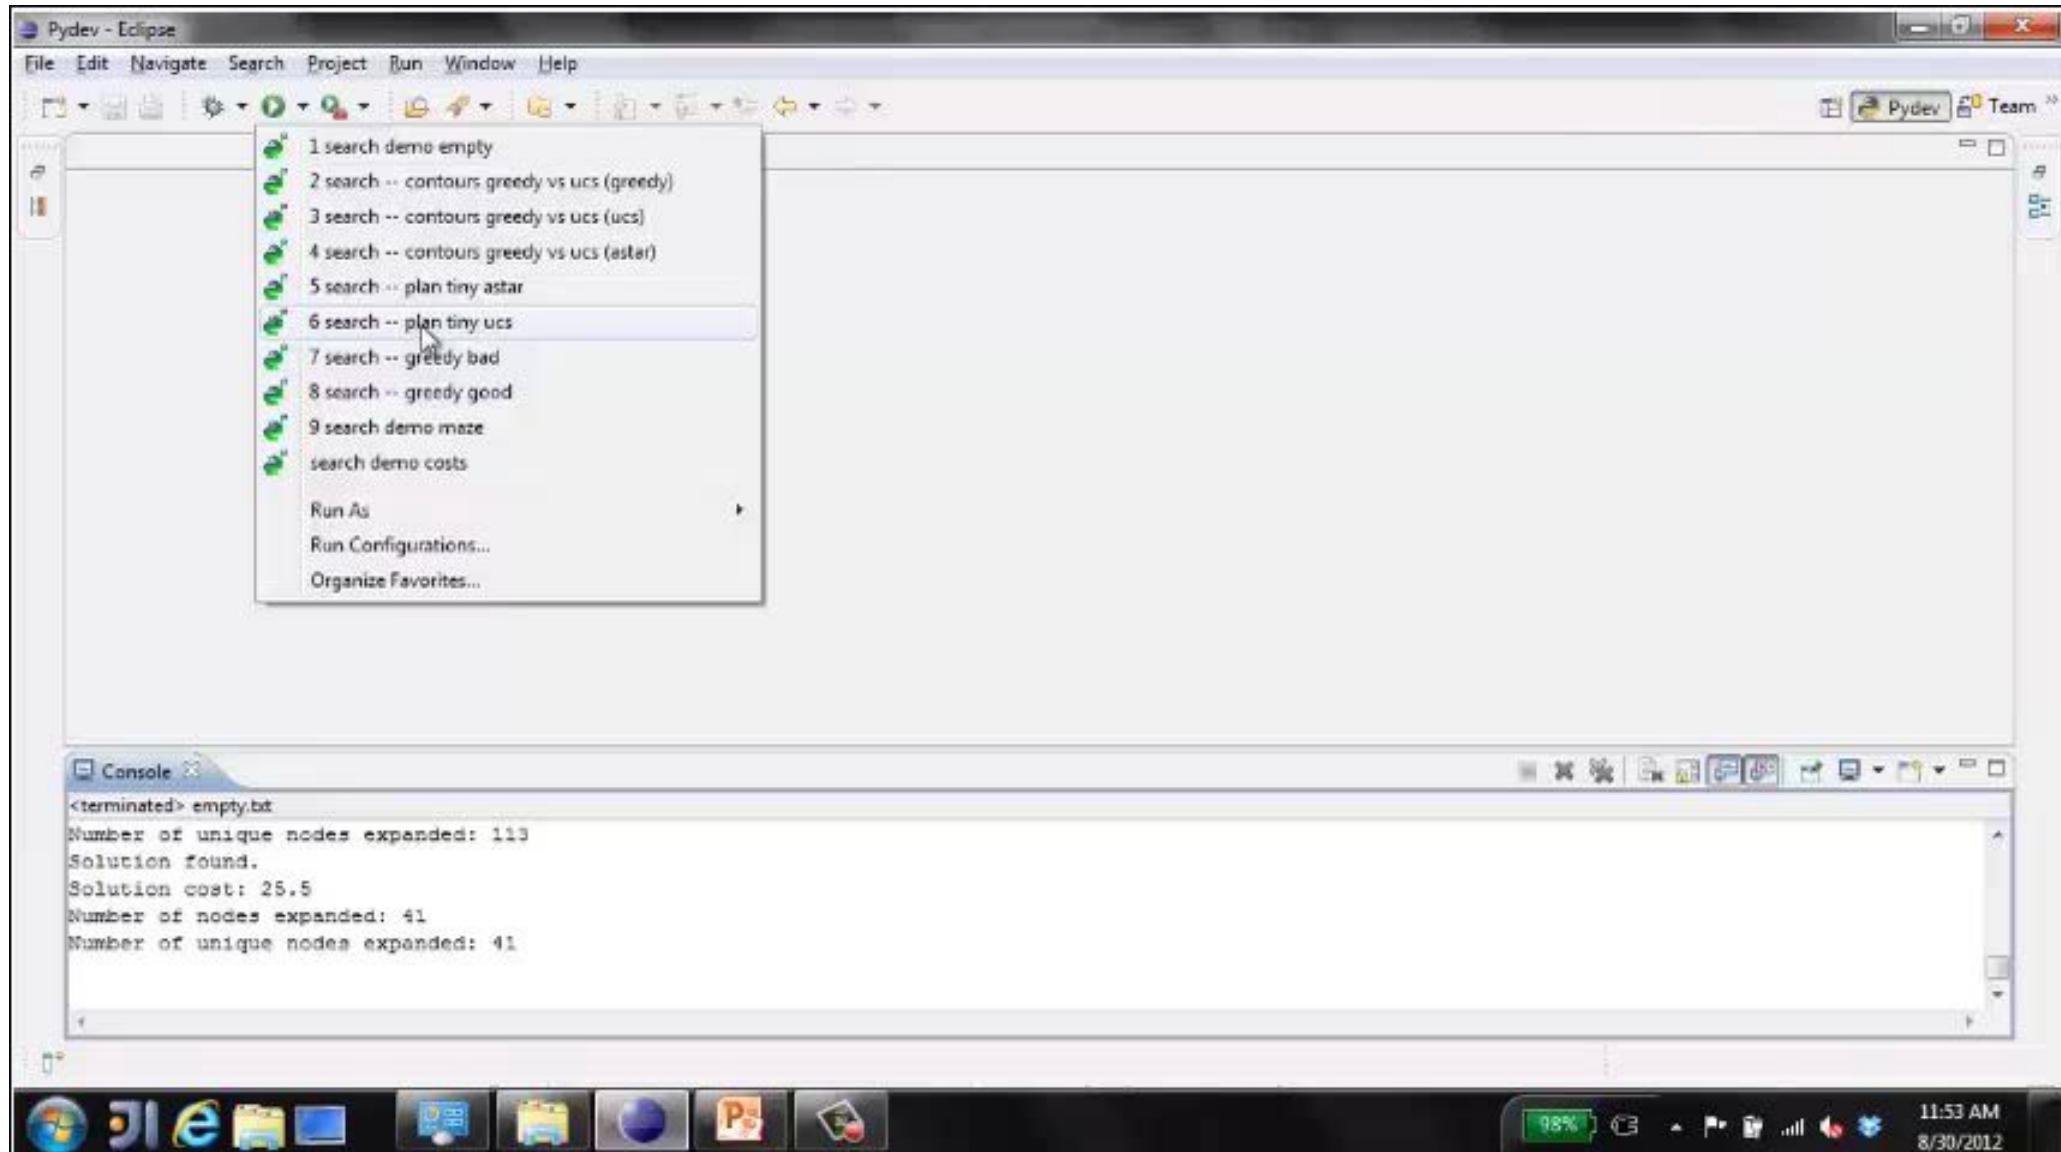 Pydev - Eclipse
File Edit Navigate Search Project Run Window Help
Pydev Team
1 search demo empty
2 search -- contours greedy vs ucs (greedy)
3 search -- contours greedy vs ucs (ucs)
4 search -- contours greedy vs ucs (astar)
5 search -- plan tiny astar
6 search -- plan tiny ucs
7 search -- greedy bad
8 search -- greedy good
9 search demo maze
search demo costs
Run As
Run Configurations...
Organize Favorites...
Console
<terminated> empty.txt
Number of unique nodes expanded: 113
Solution found.
Solution cost: 25.5
Number of nodes expanded: 41
Number of unique nodes expanded: 41
98%
11:53 AM
8/30/2012